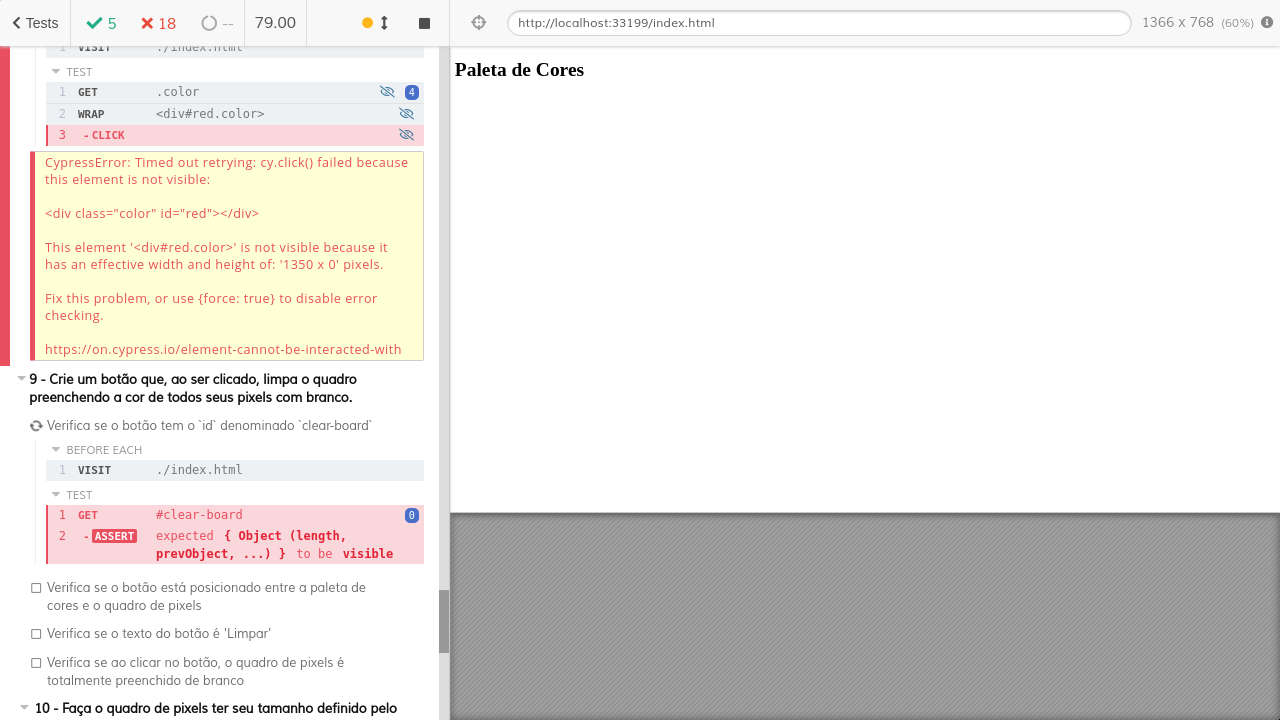 Tests 5 18 -- 79.00
http://localhost:33199/index.html 1366 x 768 (60%)
1 VISIT ./index.html
TEST
1 GET .color 4
2 WRAP <div#red.color>
3 -CLICK
CypressError: Timed out retrying: cy.click() failed because
this element is not visible:
<div class="color" id="red"></div>
This element '<div#red.color>' is not visible because it
has an effective width and height of: '1350 x 0' pixels.
Fix this problem, or use {force: true} to disable error
checking.
https://on.cypress.io/element-cannot-be-interacted-with
9 - Crie um botão que, ao ser clicado, limpa o quadro
preenchendo a cor de todos seus pixels com branco.
Verifica se o botão tem o `id` denominado `clear-board`
BEFORE EACH
1 VISIT ./index.html
TEST
1 GET #clear-board 0
2 -ASSERT expected { Object (length,
prevObject, ...) } to be visible
Verifica se o botão está posicionado entre a paleta de
cores e o quadro de pixels
Verifica se o texto do botão é 'Limpar'
Verifica se ao clicar no botão, o quadro de pixels é
totalmente preenchido de branco
10 - Faça o quadro de pixels ter seu tamanho definido pelo
Paleta de Cores